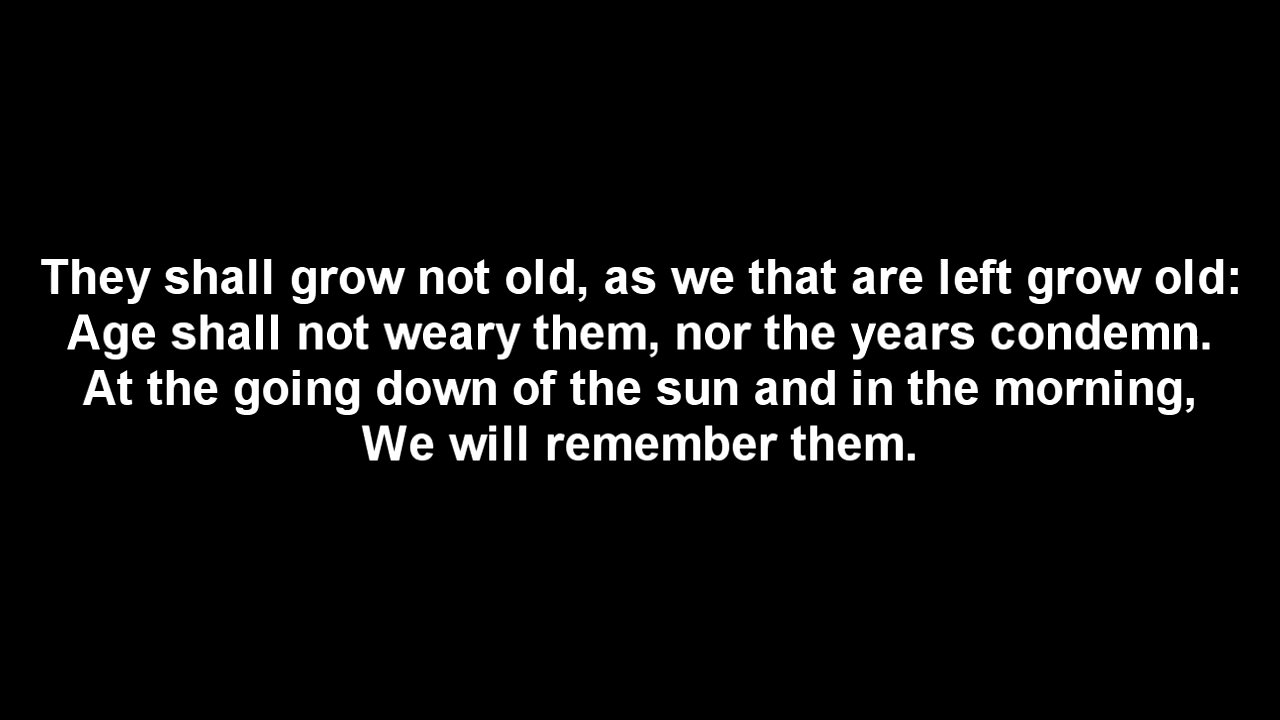 They shall grow not old, as we that are left grow old:
Age shall not weary them, nor the years condemn.
At the going down of the sun and in the morning,
We will remember them.